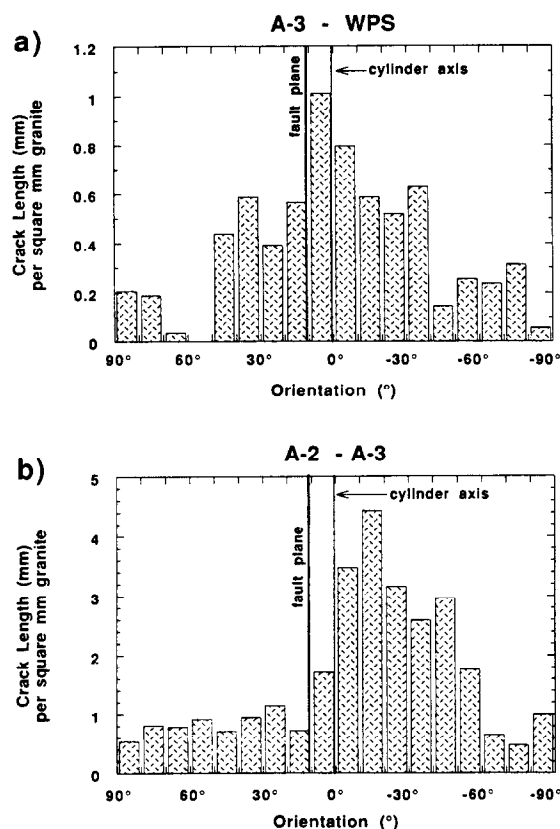 a)
A-3 - WPS
Crack Length (mm)
per square mm granite
1.2
1
0.8
0.6
0.4
0.2
0
fault plane
cylinder axis
90° 60° 30° 0° -30° -60° -90°
Orientation (°)
b)
A-2 - A-3
Crack Length (mm)
per square mm granite
5
4
3
2
1
0
fault plane
cylinder axis
90° 60° 30° 0° -30° -60° -90°
Orientation (°)